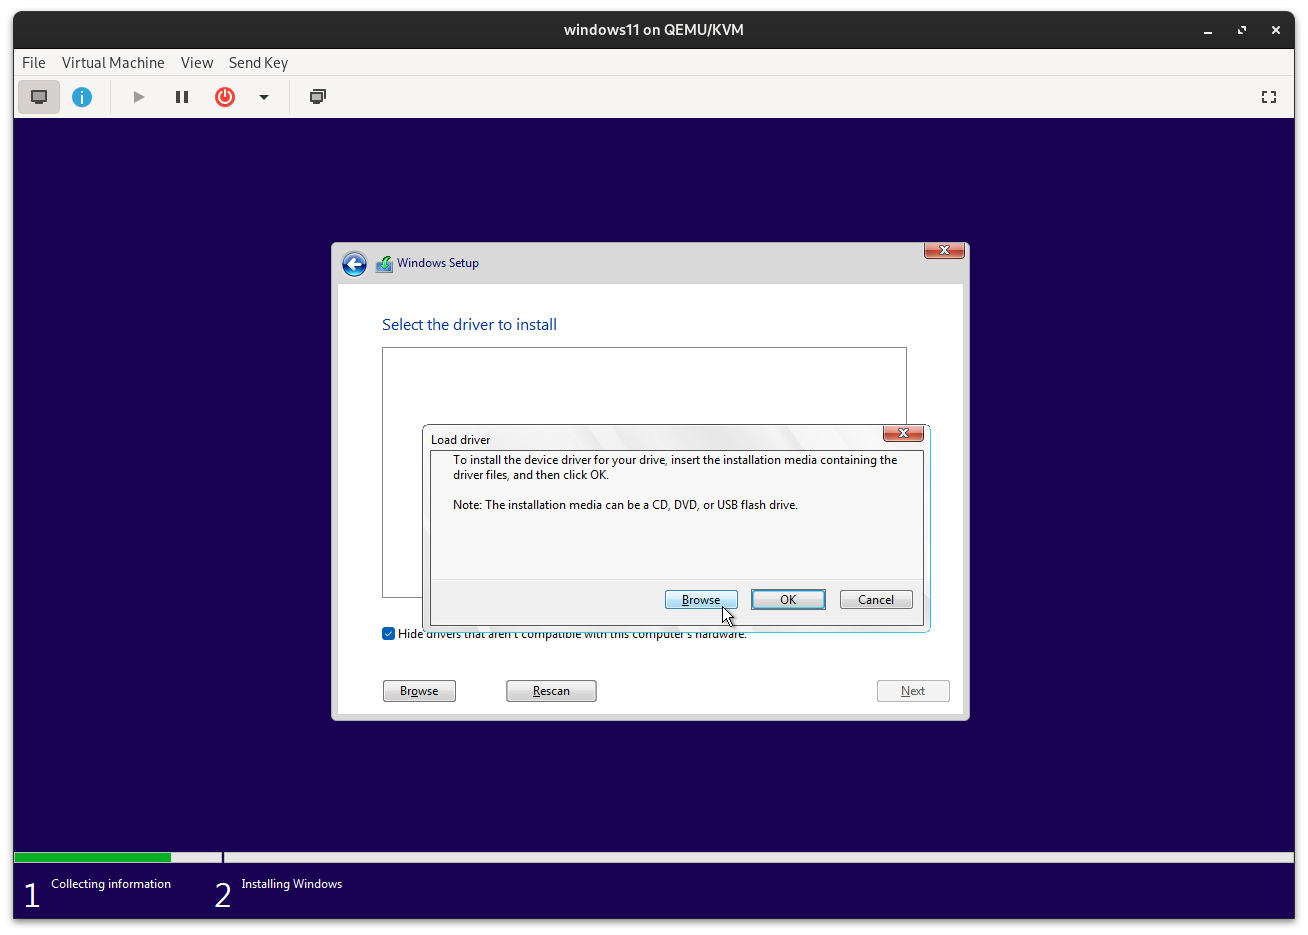 windows11 on QEMU/KVM
File Virtual Machine View Send Key
Windows Setup
Select the driver to install
Load driver
To install the device driver for your drive, insert the installation media containing the
driver files, and then click OK.
Note: The installation media can be a CD, DVD, or USB flash drive.
Browse OK Cancel
Hide drivers that aren't compatible with this computer's hardware.
Browse Rescan Next
1 Collecting information 2 Installing Windows